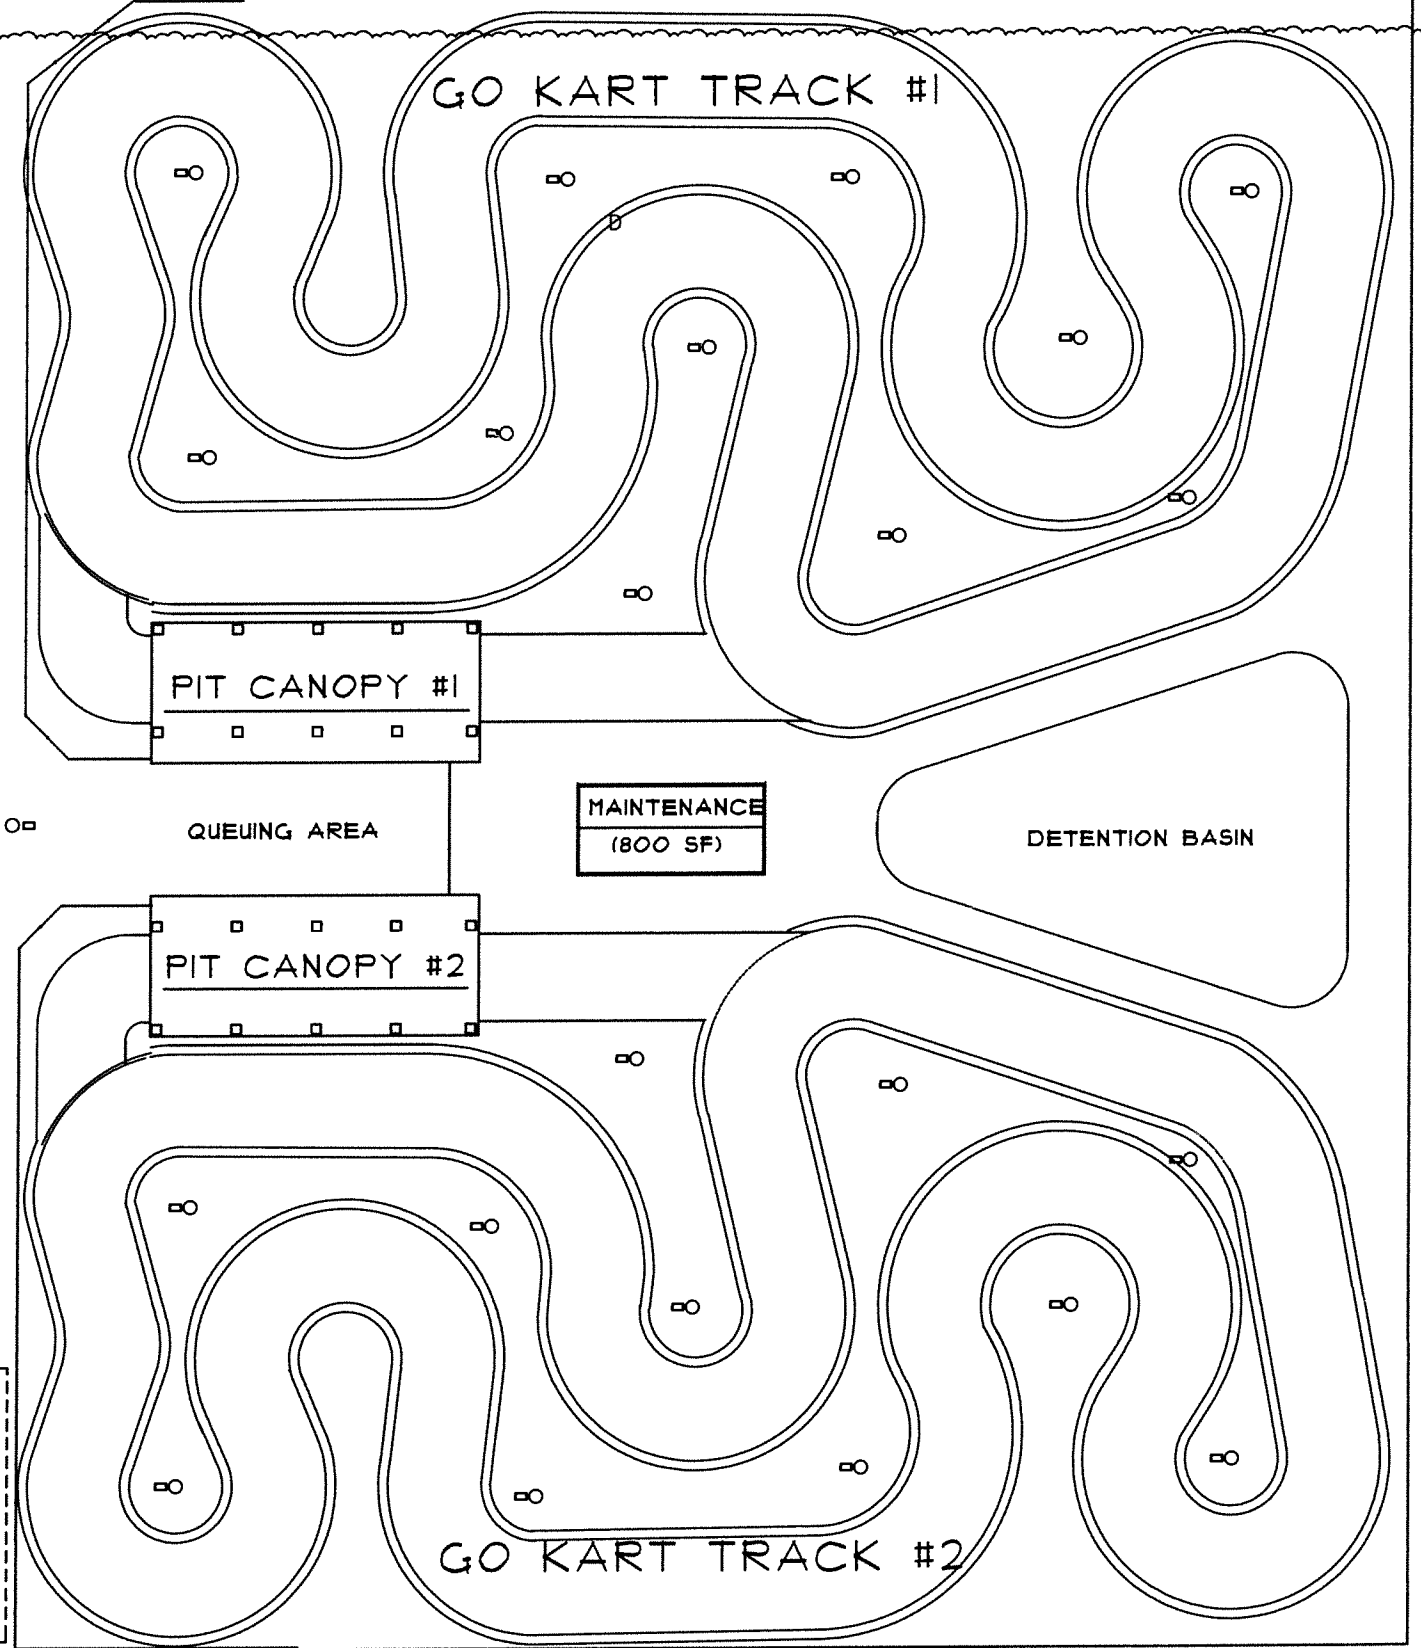 GO KART TRACK #1
D
PIT CANOPY #1
MAINTENANCE
(800 SF)
QUEUING AREA
DETENTION BASIN
PIT CANOPY #2
GO KART TRACK #2